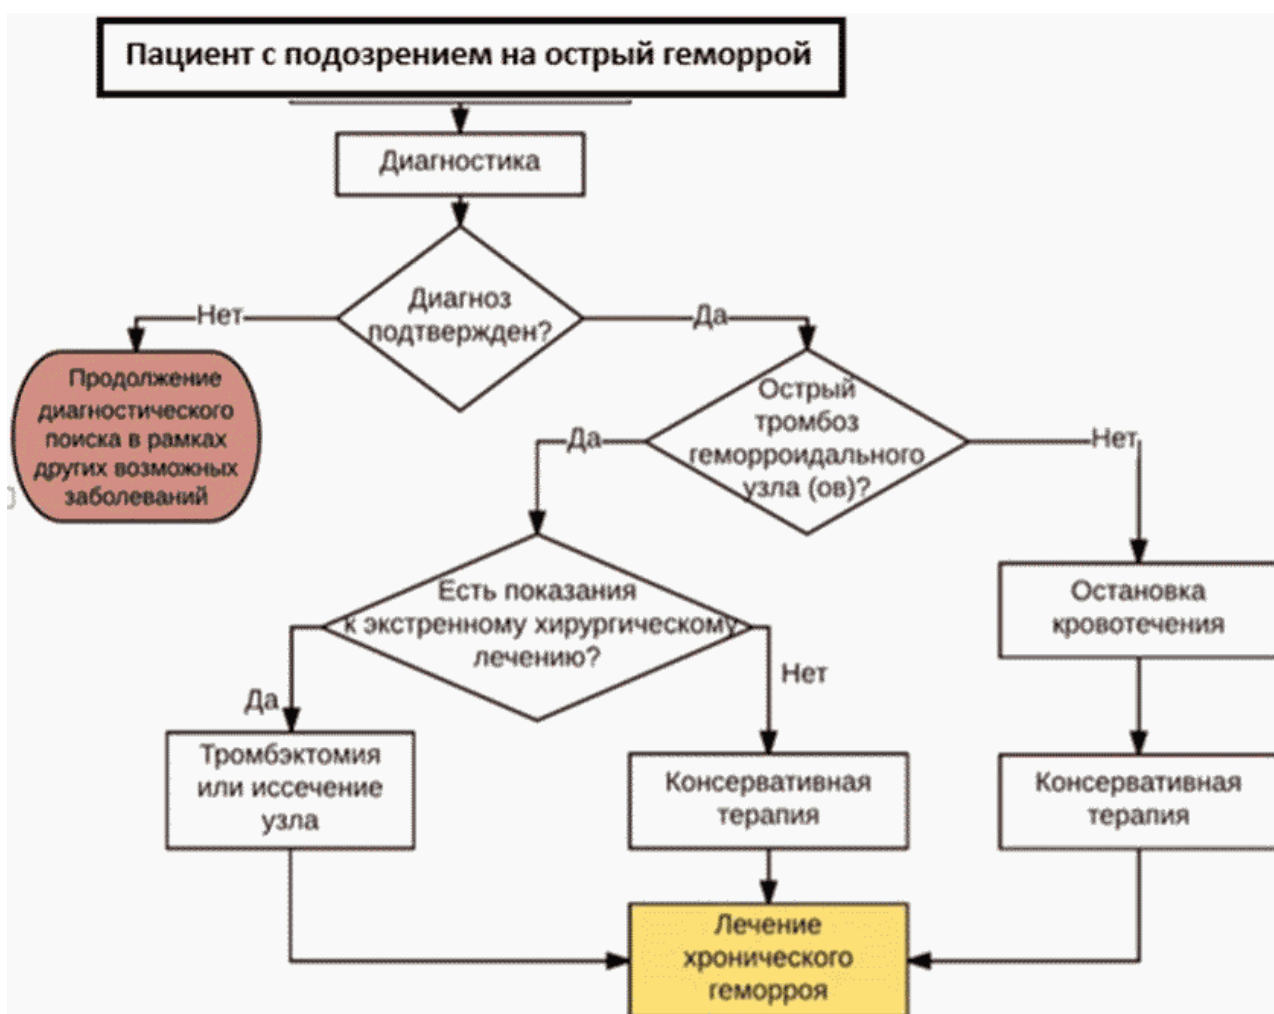 Пациент с подозрением на острый геморрой
Диагностика
Диагноз
подтвержден?
Нет
Да
Продолжение
диагностического
поиска в рамках
других возможных
заболеваний
Острый
тромбоз
геморроидального
узла (ов)?
Да
Нет
Есть показания
к экстренному хирургическому
лечению?
Остановка
кровотечения
Да
Нет
Тромбэктомия
или иссечение
узла
Консервативная
терапия
Консервативная
терапия
Лечение
хронического
геморроя